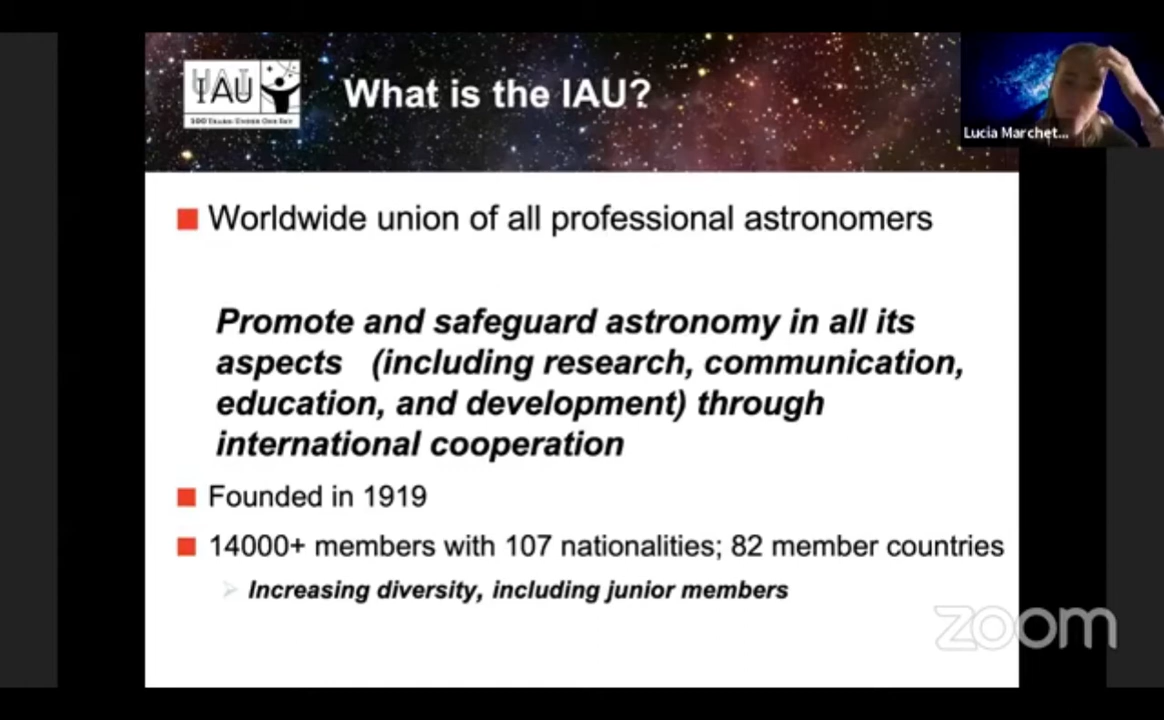 IAU
100 YEARS: UNDER ONE SKY
What is the IAU?
Lucia Marchet...
Worldwide union of all professional astronomers
Promote and safeguard astronomy in all its
aspects (including research, communication,
education, and development) through
international cooperation
Founded in 1919
14000+ members with 107 nationalities; 82 member countries
Increasing diversity, including junior members
zoom